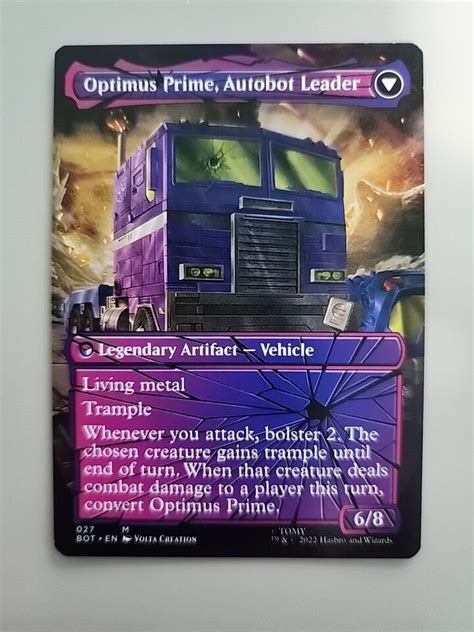 Optimus Prime, Autobot Leader
Legendary Artifact — Vehicle
Living metal
Trample
Whenever you attack, bolster 2. The
chosen creature gains trample until
end of turn. When that creature deals
combat damage to a player this turn,
convert Optimus Prime.
6/8
027 M
BOT • EN Volta Creation
TOMY
™ & © 2022 Hasbro and Wizards